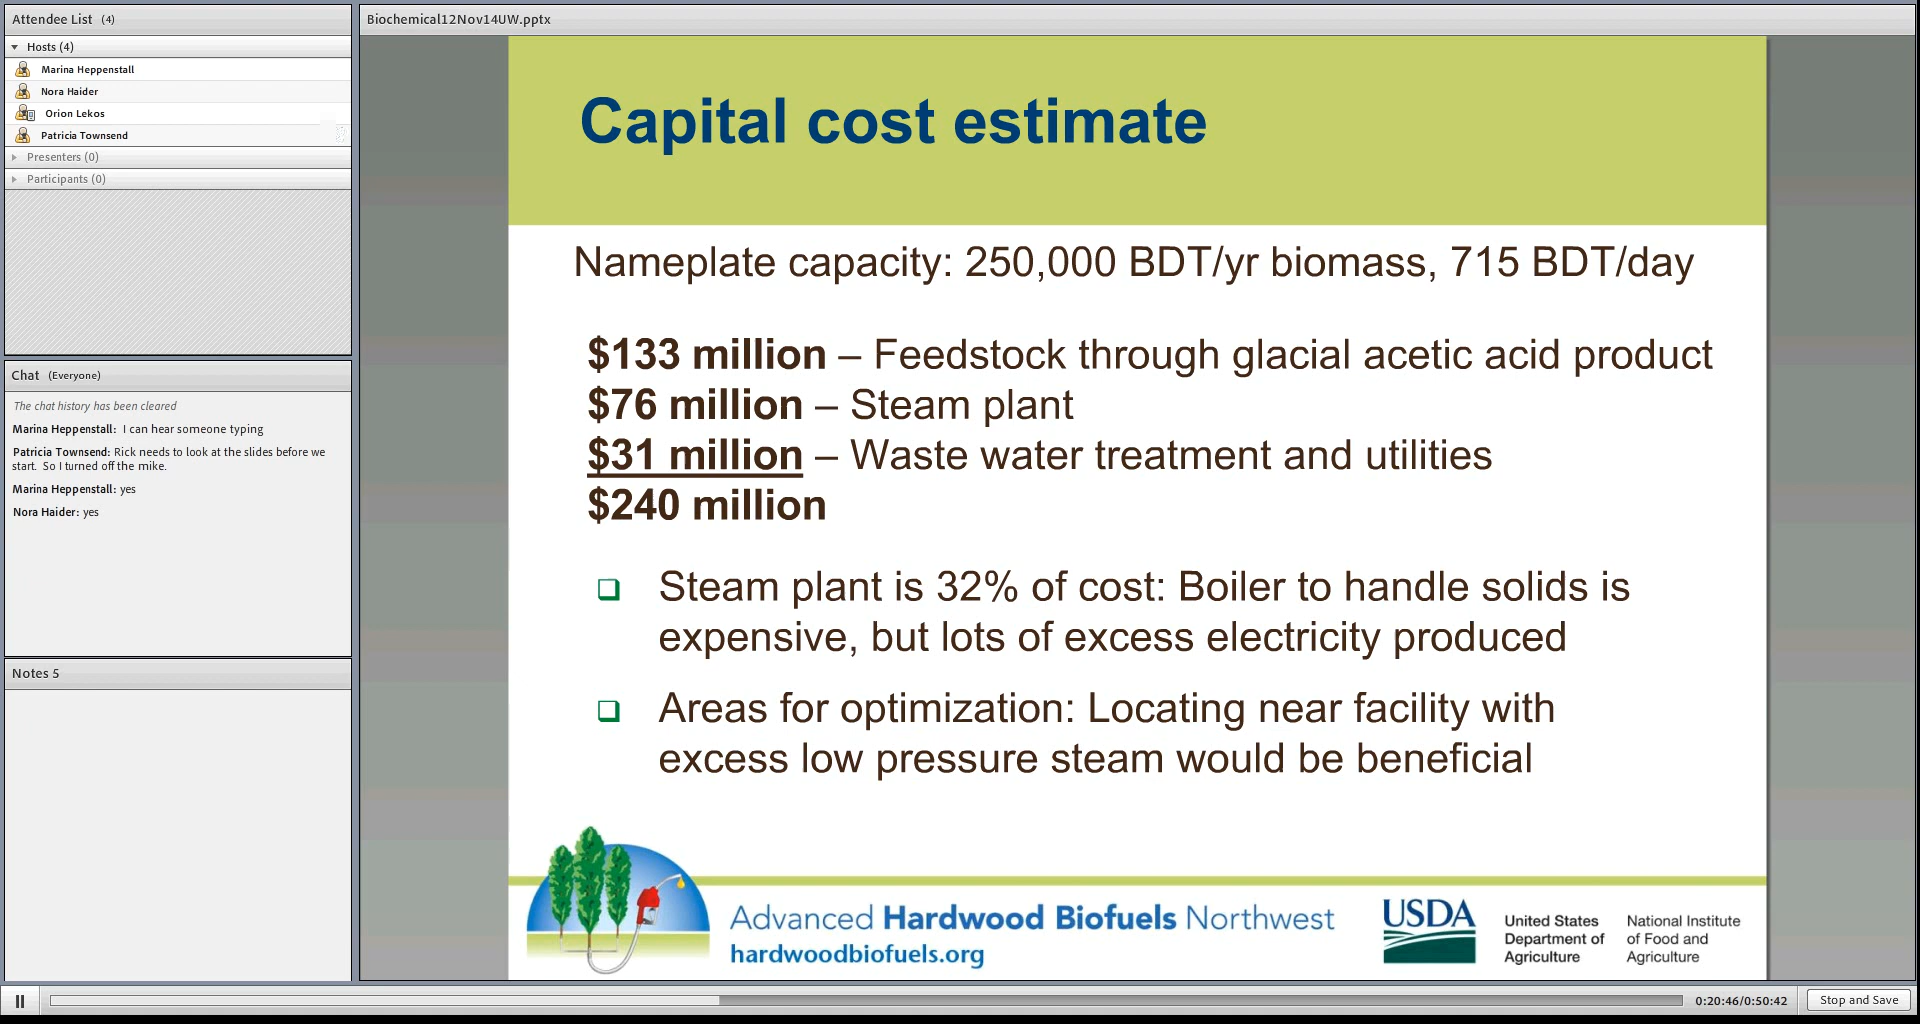 Attendee List (4)
Hosts (4)
Marina Heppenstall
Nora Haider
Orion Lekos
Patricia Townsend
Presenters (0)
Participants (0)
Chat (Everyone)
The chat history has been cleared
Marina Heppenstall: I can hear someone typing
Patricia Townsend: Rick needs to look at the slides before we
start. So I turned off the mike.
Marina Heppenstall: yes
Nora Haider: yes
Notes 5
Biochemical12Nov14UW.pptx
Capital cost estimate
Nameplate capacity: 250,000 BDT/yr biomass, 715 BDT/day
$133 million – Feedstock through glacial acetic acid product
$76 million – Steam plant
$31 million – Waste water treatment and utilities
$240 million
Steam plant is 32% of cost: Boiler to handle solids is
expensive, but lots of excess electricity produced
Areas for optimization: Locating near facility with
excess low pressure steam would be beneficial
Advanced Hardwood Biofuels Northwest
hardwoodbiofuels.org
USDA
United States
Department of
Agriculture
National Institute
of Food and
Agriculture
0:20:46/0:50:42
Stop and Save